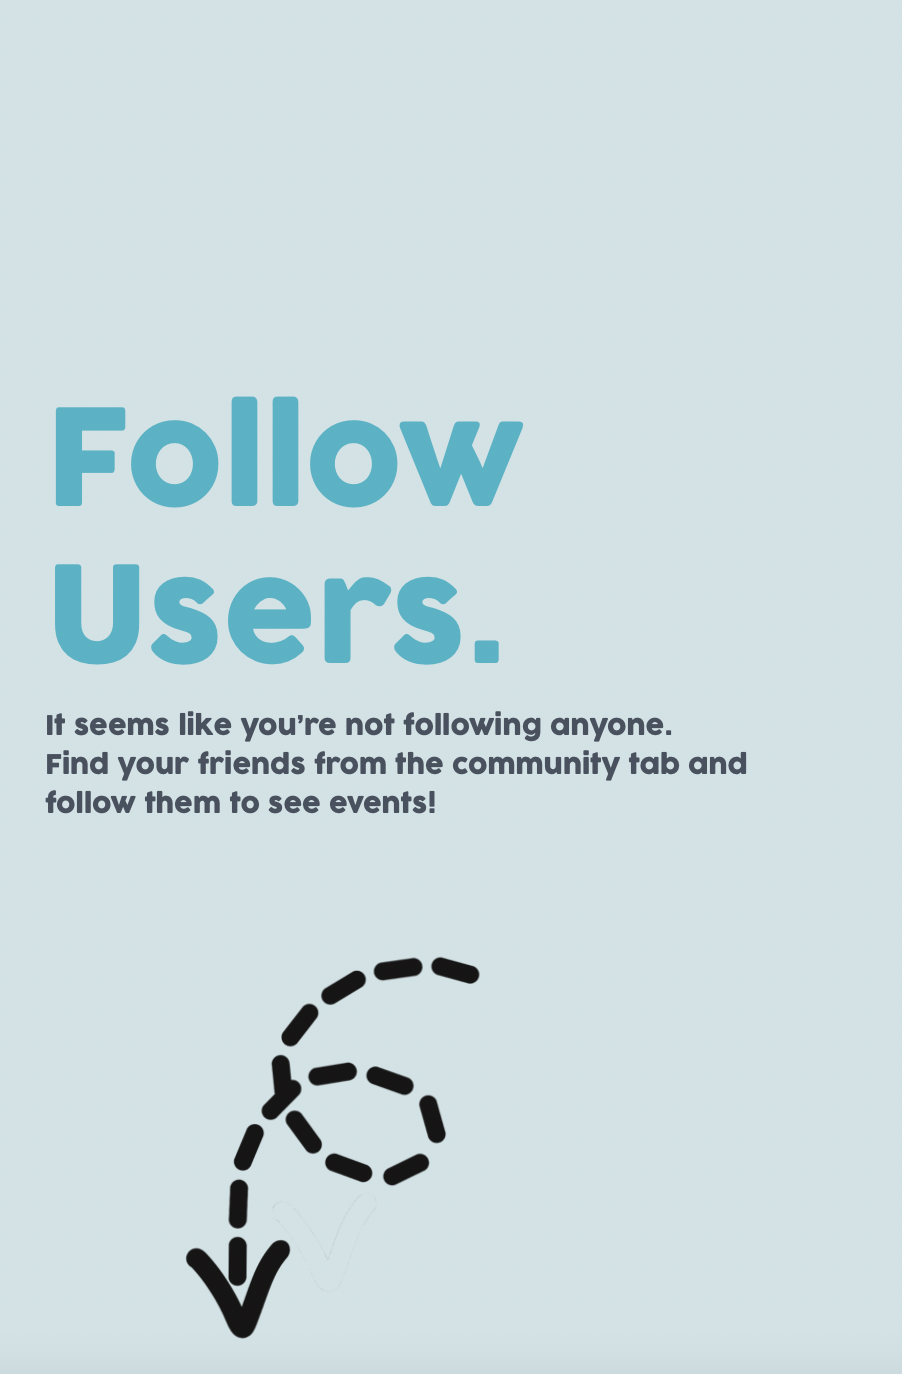 Follow
Users.
It seems like you’re not following anyone.
Find your friends from the community tab and
follow them to see events!